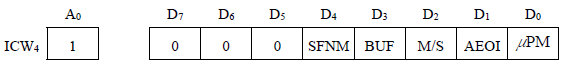 A₀ D₇ D₆ D₅ D₄ D₃ D₂ D₁ D₀
ICW₄ 1 0 0 0 SFNM BUF M/S AEOI μPM